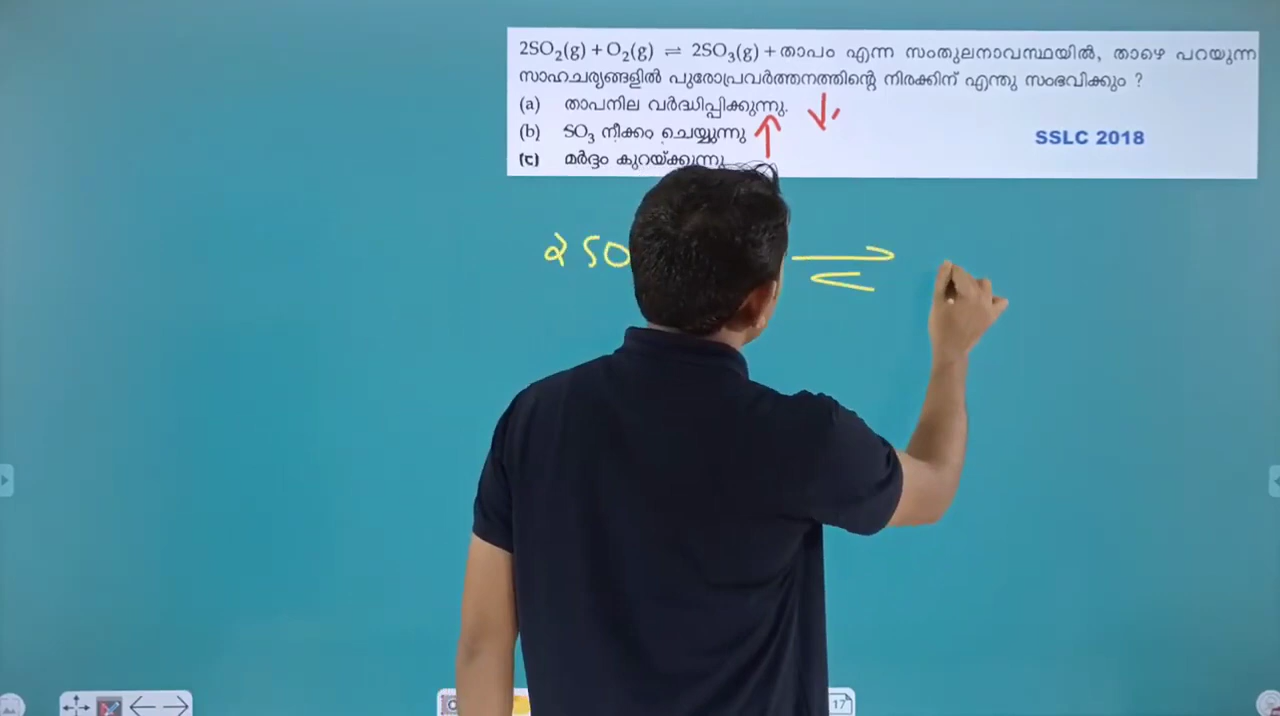 2SO₂(g) + O₂(g) ⇌ 2SO₃(g) + താപം എന്ന സംതുലനാവസ്ഥയിൽ, താഴെ പറയുന്ന
സാഹചര്യങ്ങളിൽ പുരോപ്രവർത്തനത്തിന്റെ നിരക്കിന് എന്തു സംഭവിക്കും ?
(a) താപനില വർദ്ധിപ്പിക്കുന്നു.
(b) SO₃ നീക്കം ചെയ്യുന്നു
(c) മർദ്ദം കുറയ്ക്കുന്നു
SSLC 2018
2 SO ⇌
17